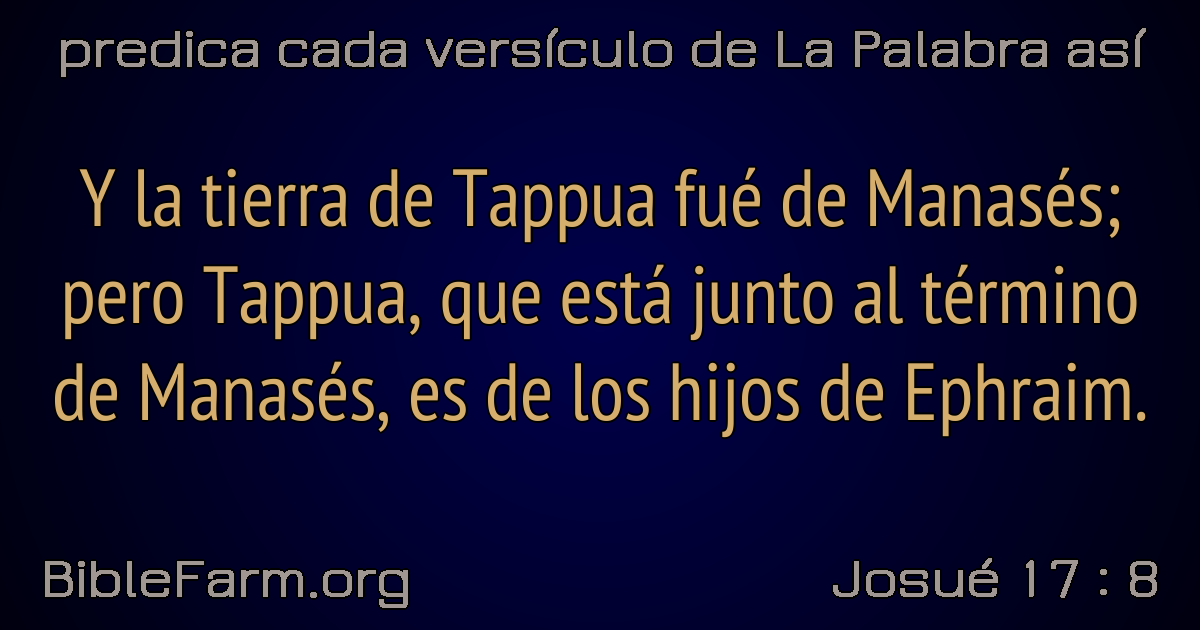 predica cada versículo de La Palabra así
Y la tierra de Tappua fué de Manasés;
pero Tappua, que está junto al término
de Manasés, es de los hijos de Ephraim.
BibleFarm.org
Josué 17 : 8